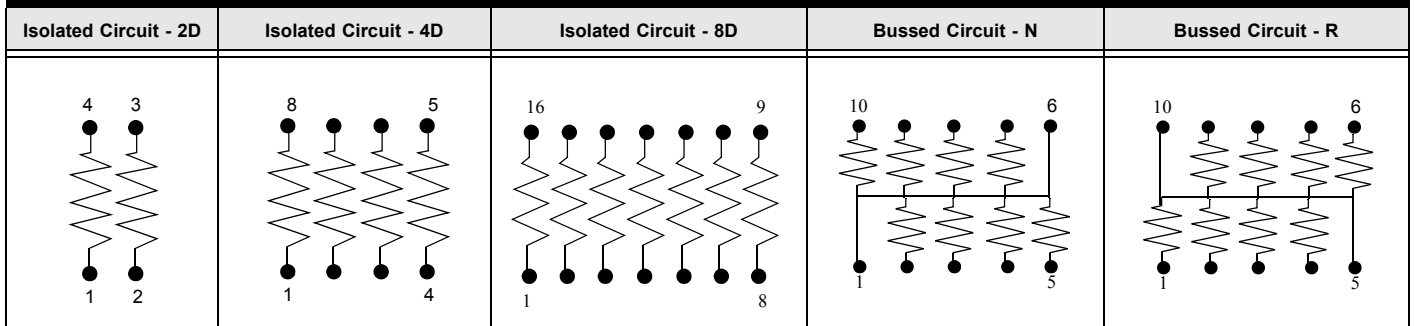 Isolated Circuit - 2D
Isolated Circuit - 4D
Isolated Circuit - 8D
Bussed Circuit - N
Bussed Circuit - R
4 3
1 2
8 5
1 4
16 9
1 8
10 6
1 5
10 6
1 5